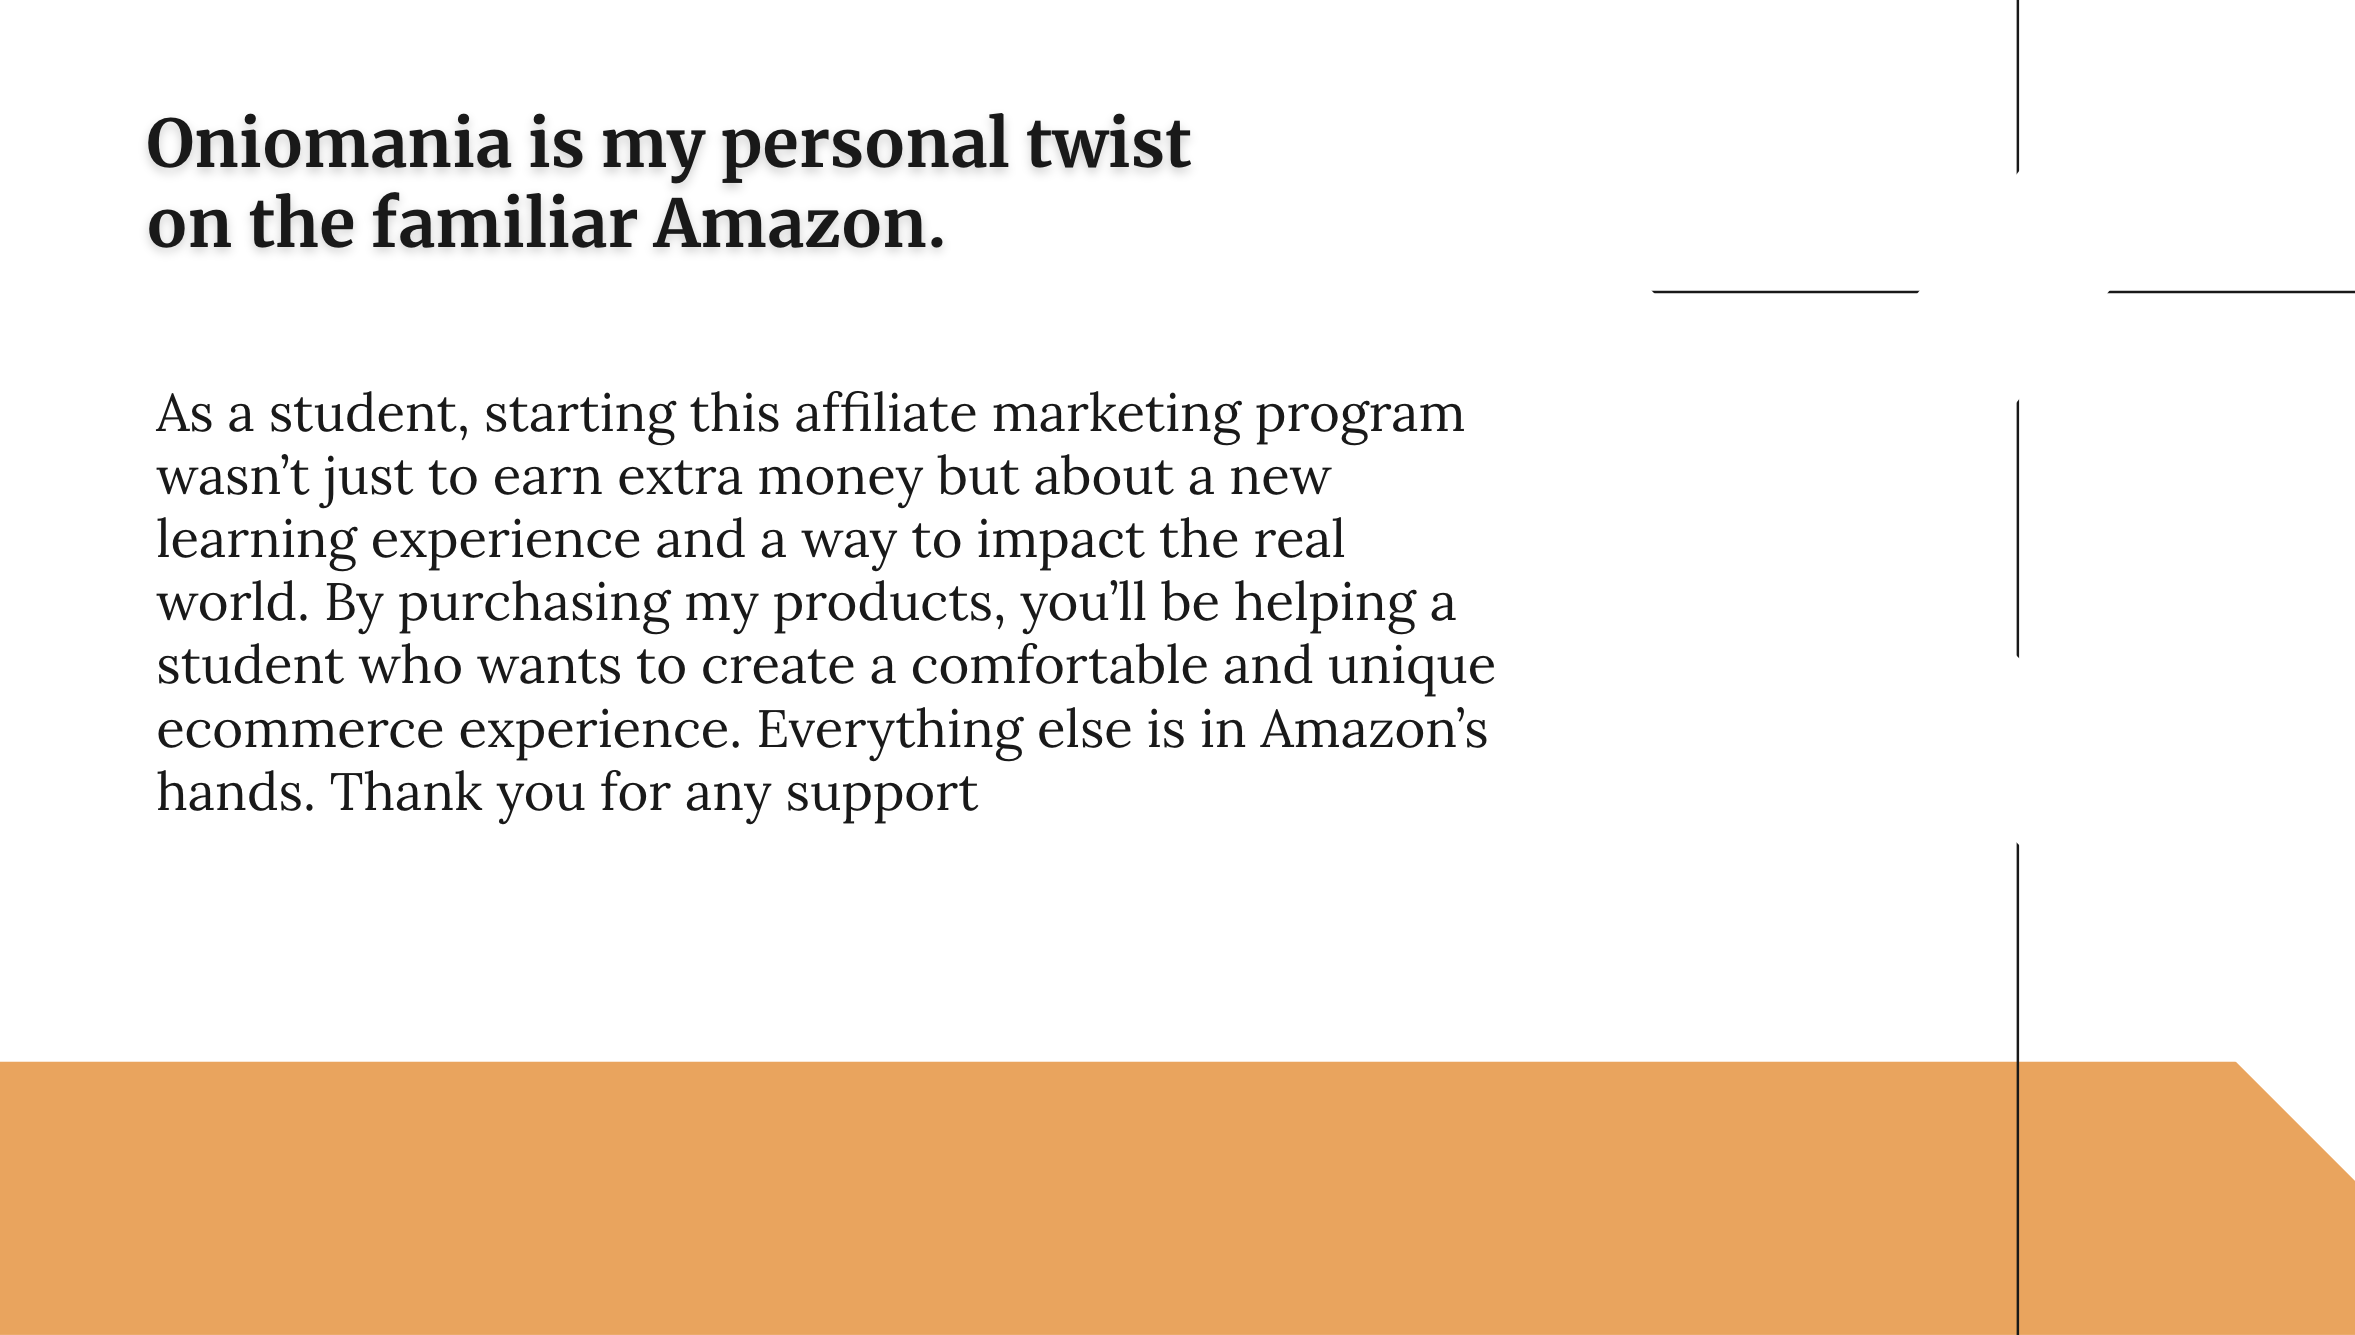 Oniomania is my personal twist
on the familiar Amazon.
As a student, starting this affiliate marketing program
wasn’t just to earn extra money but about a new
learning experience and a way to impact the real
world. By purchasing my products, you’ll be helping a
student who wants to create a comfortable and unique
ecommerce experience. Everything else is in Amazon’s
hands. Thank you for any support